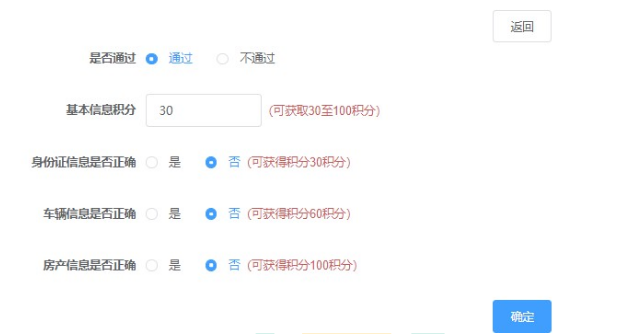 返回
是否通过 通过 不通过
基本信息积分 30 (可获取30至100积分)
身份证信息是否正确 是 否 (可获得积分30积分)
车辆信息是否正确 是 否 (可获得积分60积分)
房产信息是否正确 是 否 (可获得积分100积分)
确定